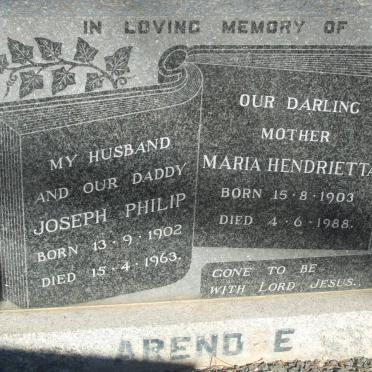 IN LOVING MEMORY OF
MY HUSBAND
AND OUR DADDY
JOSEPH PHILIP
BORN 13·9·1902
DIED 15·4·1963.
OUR DARLING
MOTHER
MARIA HENDRIETTA
BORN 15·8·1903
DIED 4·6·1988.
GONE TO BE
WITH LORD JESUS.
AREND E